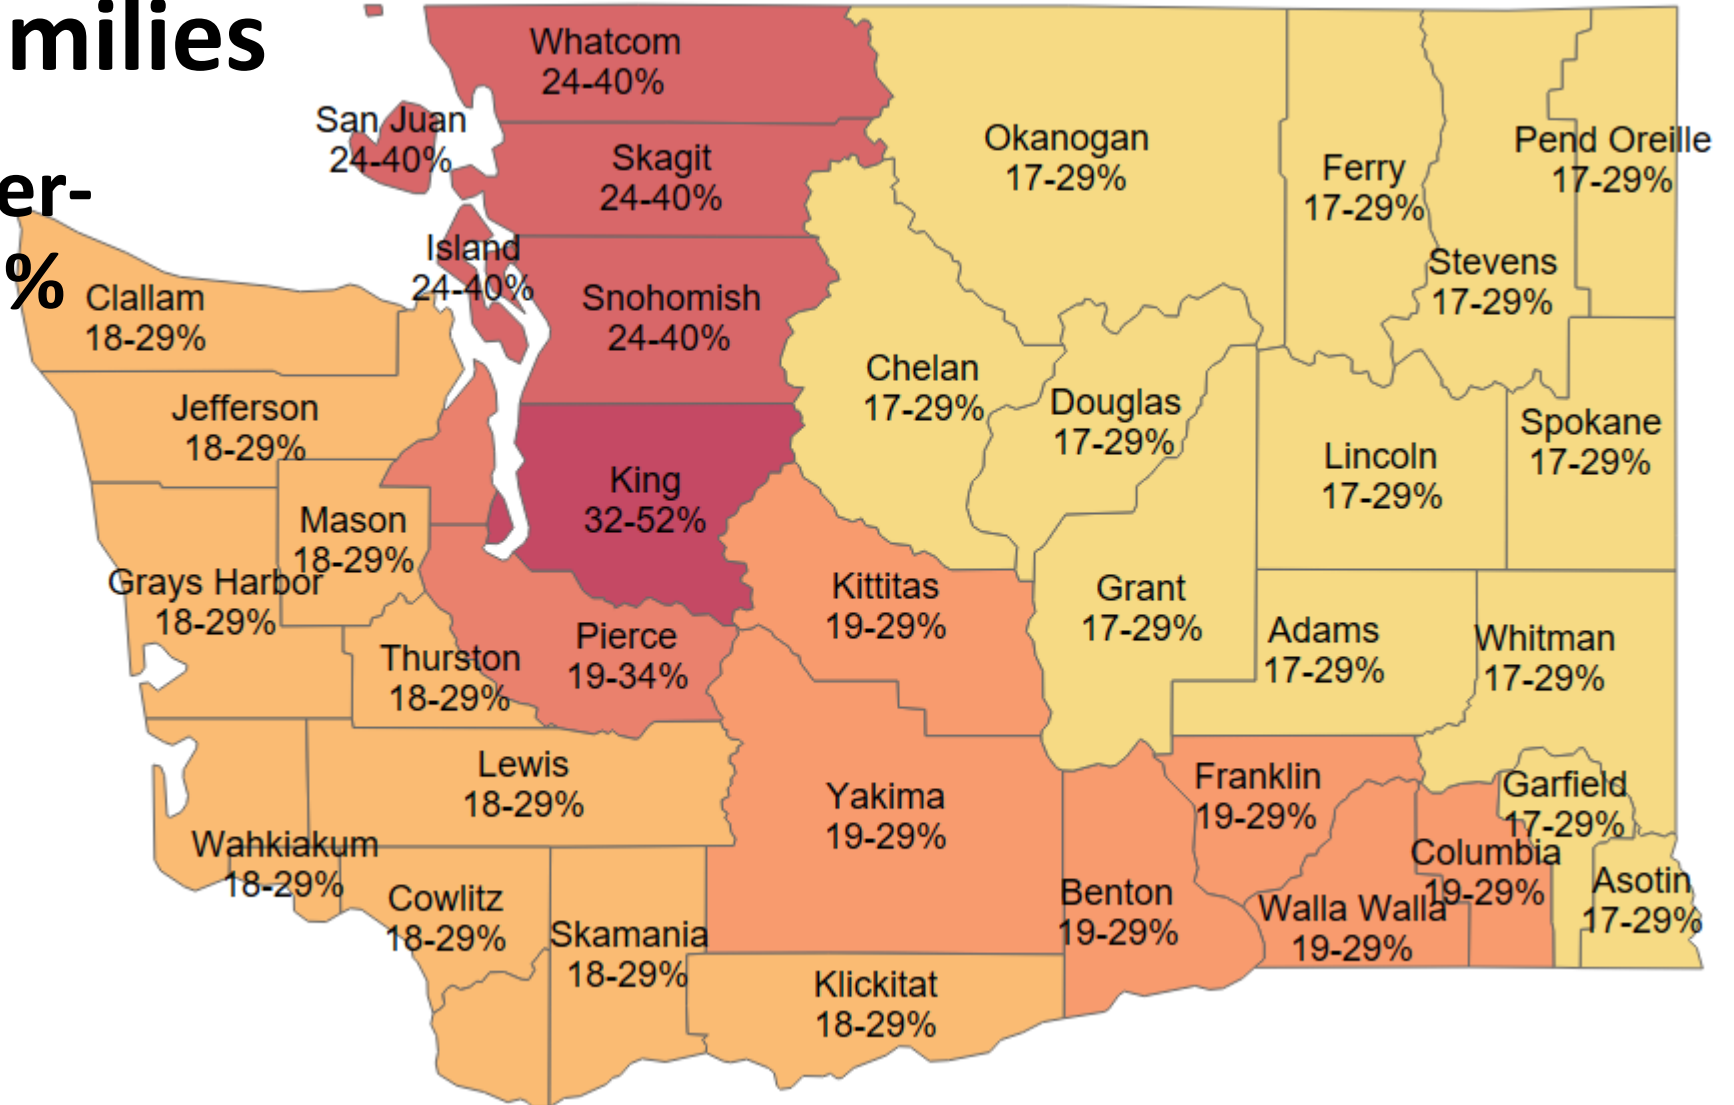 milies
er-
%
Whatcom
24-40%
San Juan
24-40%
Skagit
24-40%
Okanogan
17-29%
Ferry
17-29%
Pend Oreille
17-29%
Island
24-40%
Stevens
17-29%
Clallam
18-29%
Snohomish
24-40%
Chelan
17-29%
Douglas
17-29%
Jefferson
18-29%
Spokane
17-29%
Lincoln
17-29%
King
32-52%
Mason
18-29%
Grays Harbor
18-29%
Kittitas
19-29%
Grant
17-29%
Adams
17-29%
Whitman
17-29%
Pierce
19-34%
Thurston
18-29%
Lewis
18-29%
Yakima
19-29%
Franklin
19-29%
Garfield
17-29%
Wahkiakum
18-29%
Columbia
19-29%
Asotin
17-29%
Cowlitz
18-29%
Benton
19-29%
Walla Walla
19-29%
Skamania
18-29%
Klickitat
18-29%